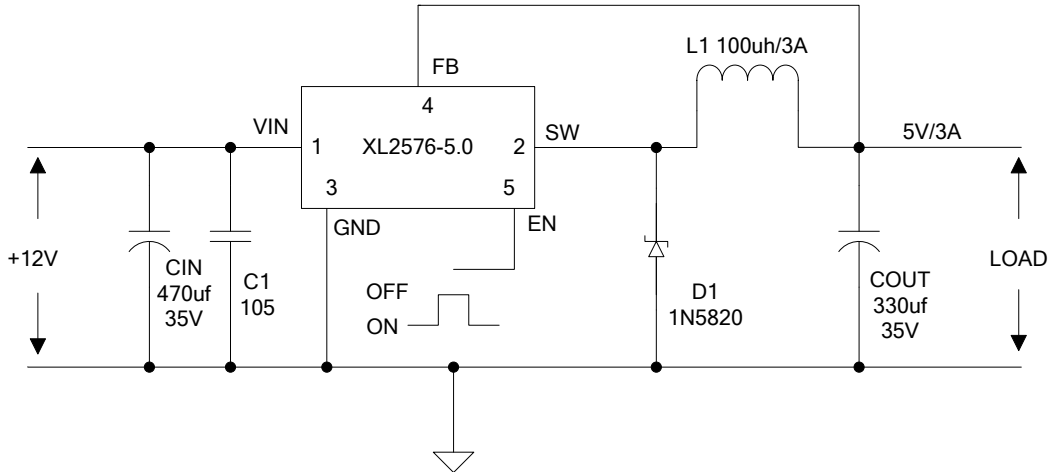 L1 100uh/3A
FB
4
VIN
SW
5V/3A
1
XL2576-5.0
2
3
5
GND
EN
+12V
CIN
470uf
35V
C1
105
OFF
ON
D1
1N5820
COUT
330uf
35V
LOAD